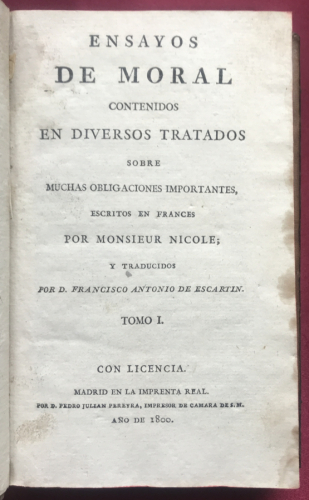 ENSAYOS
DE MORAL
CONTENIDOS
EN DIVERSOS TRATADOS
SOBRE
MUCHAS OBLIGACIONES IMPORTANTES,
ESCRITOS EN FRANCES
POR MONSIEUR NICOLE;
Y TRADUCIDOS
POR D. FRANCISCO ANTONIO DE ESCARTIN.
TOMO I.
CON LICENCIA.
MADRID EN LA IMPRENTA REAL.
POR D. PEDRO JULIAN PEREYRA, IMPRESOR DE CAMARA DE S.M.
AÑO DE 1800.